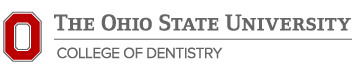 THE OHIO STATE UNIVERSITY
COLLEGE OF DENTISTRY